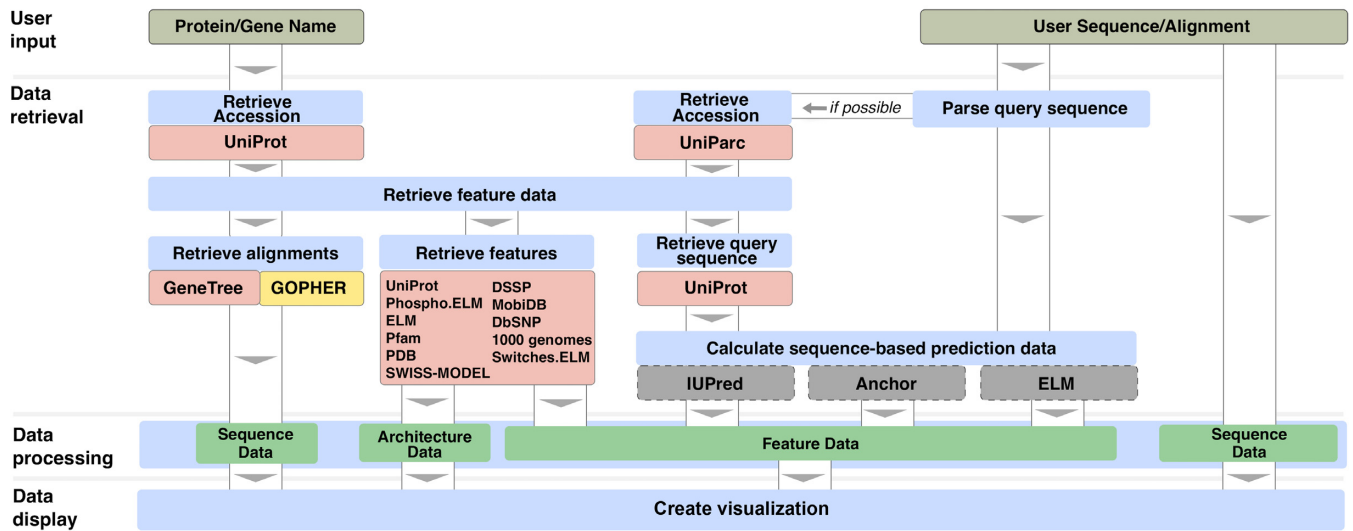 User
input
Protein/Gene Name
User Sequence/Alignment
Data
retrieval
Retrieve
Accession
UniProt
Retrieve
Accession
UniParc
if possible
Parse query sequence
Retrieve feature data
Retrieve alignments
GeneTree
GOPHER
Retrieve features
UniProt
Phospho.ELM
ELM
Pfam
PDB
SWISS-MODEL
DSSP
MobiDB
DbSNP
1000 genomes
Switches.ELM
Retrieve query
sequence
UniProt
Calculate sequence-based prediction data
IUPred
Anchor
ELM
Data
processing
Sequence
Data
Architecture
Data
Feature Data
Sequence
Data
Data
display
Create visualization